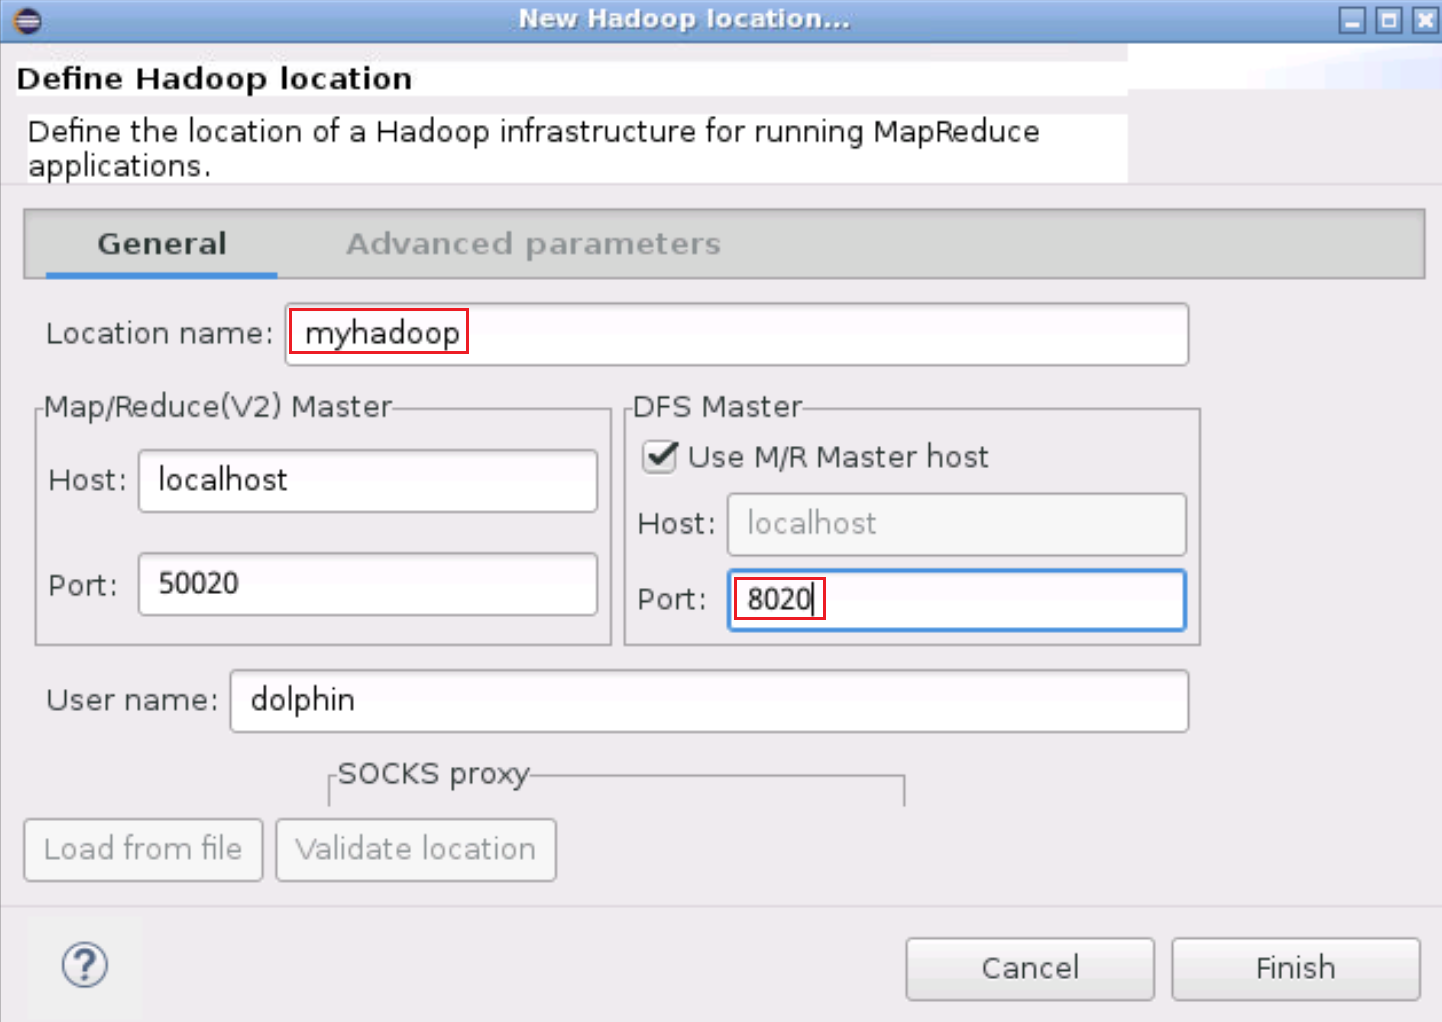 New Hadoop location...
Define Hadoop location
Define the location of a Hadoop infrastructure for running MapReduce
applications.
General Advanced parameters
Location name: myhadoop
Map/Reduce(V2) Master
Host: localhost
Port: 50020
DFS Master
Use M/R Master host
Host: localhost
Port: 8020
User name: dolphin
SOCKS proxy
Load from file Validate location
?
Cancel Finish